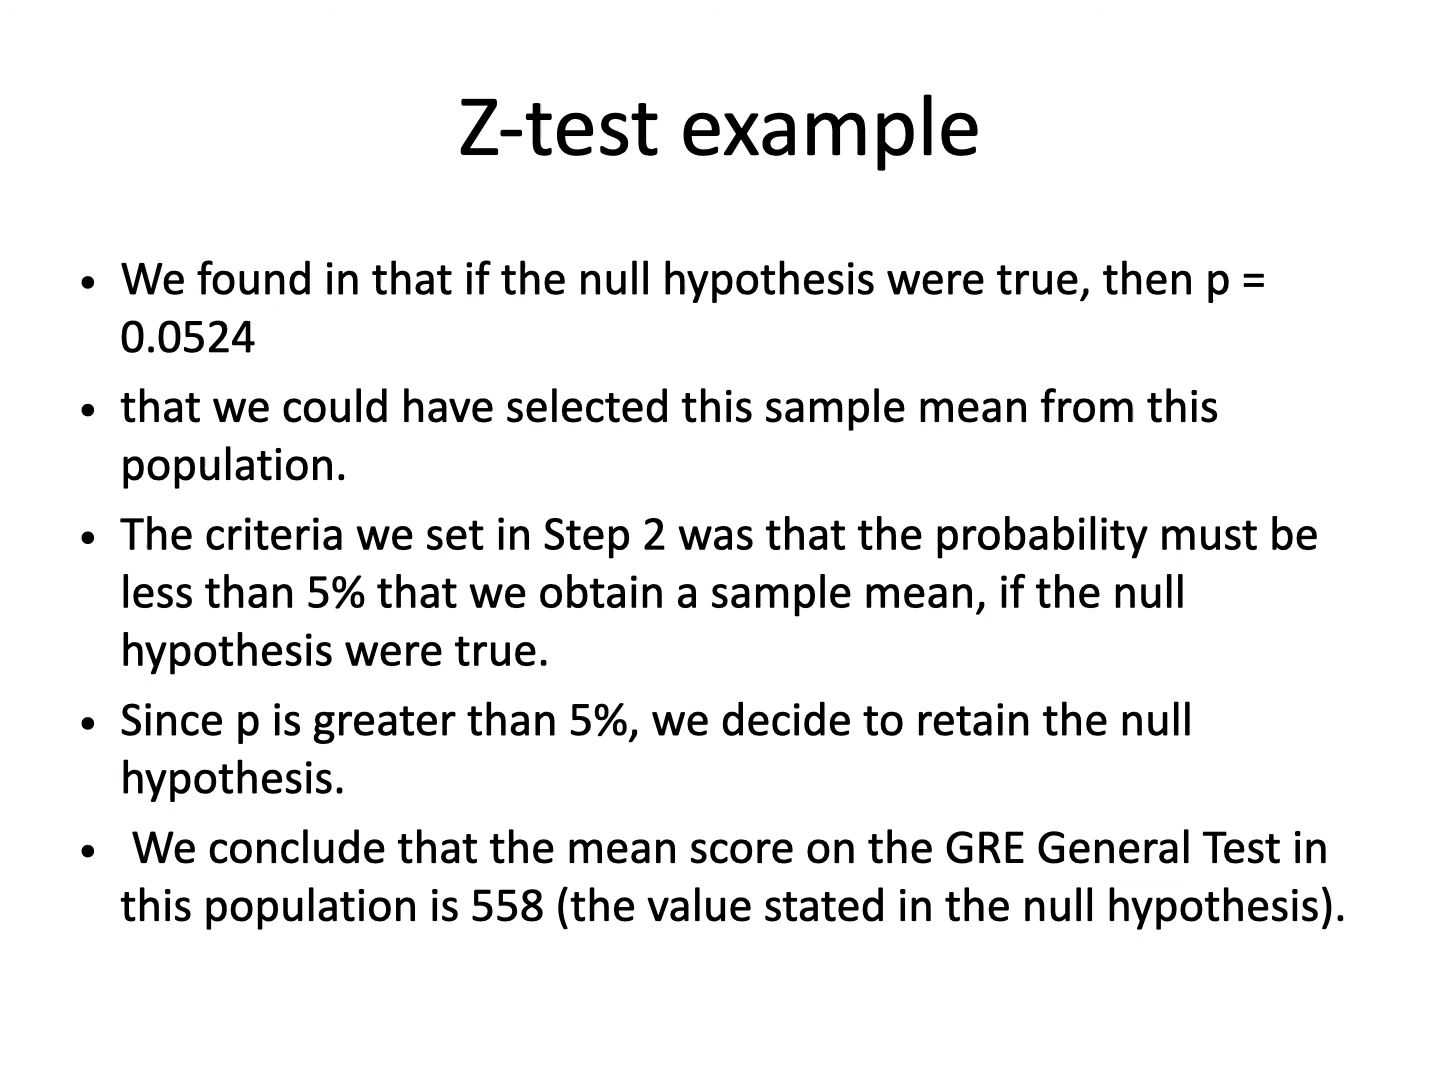 Z-test example
• We found in that if the null hypothesis were true, then p =
0.0524
• that we could have selected this sample mean from this
population.
• The criteria we set in Step 2 was that the probability must be
less than 5% that we obtain a sample mean, if the null
hypothesis were true.
• Since p is greater than 5%, we decide to retain the null
hypothesis.
• We conclude that the mean score on the GRE General Test in
this population is 558 (the value stated in the null hypothesis).